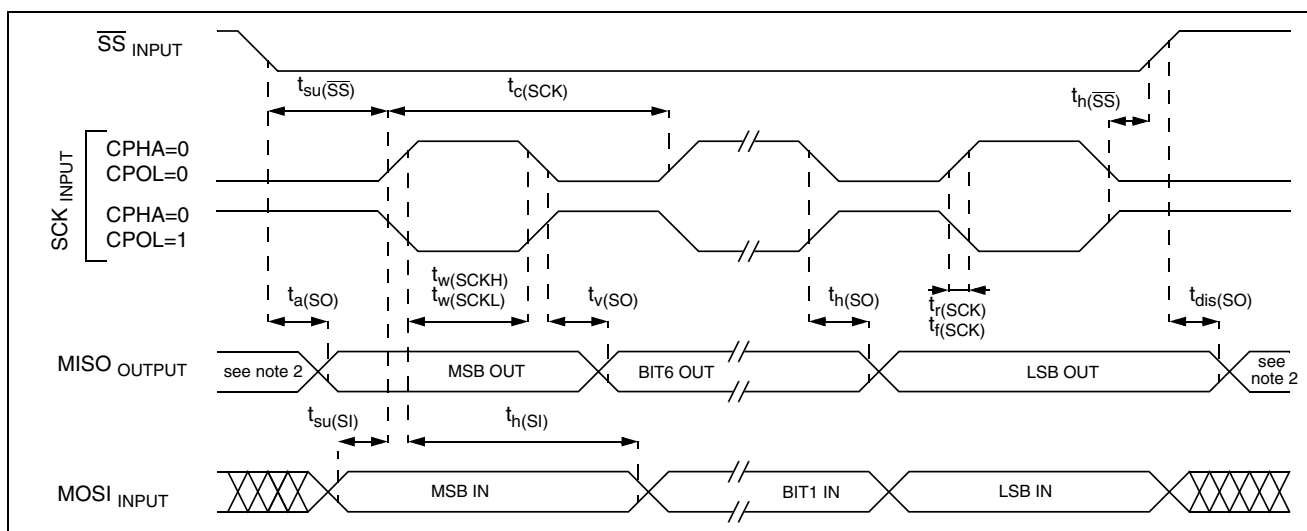 SS INPUT
tsu(SS)
tc(SCK)
th(SS)
SCK INPUT
CPHA=0
CPOL=0
CPHA=0
CPOL=1
ta(SO)
tw(SCKH)
tw(SCKL)
tv(SO)
th(SO)
tr(SCK)
tf(SCK)
tdis(SO)
MISO OUTPUT
see note 2
MSB OUT
BIT6 OUT
LSB OUT
see
note 2
tsu(SI)
th(SI)
MOSI INPUT
MSB IN
BIT1 IN
LSB IN